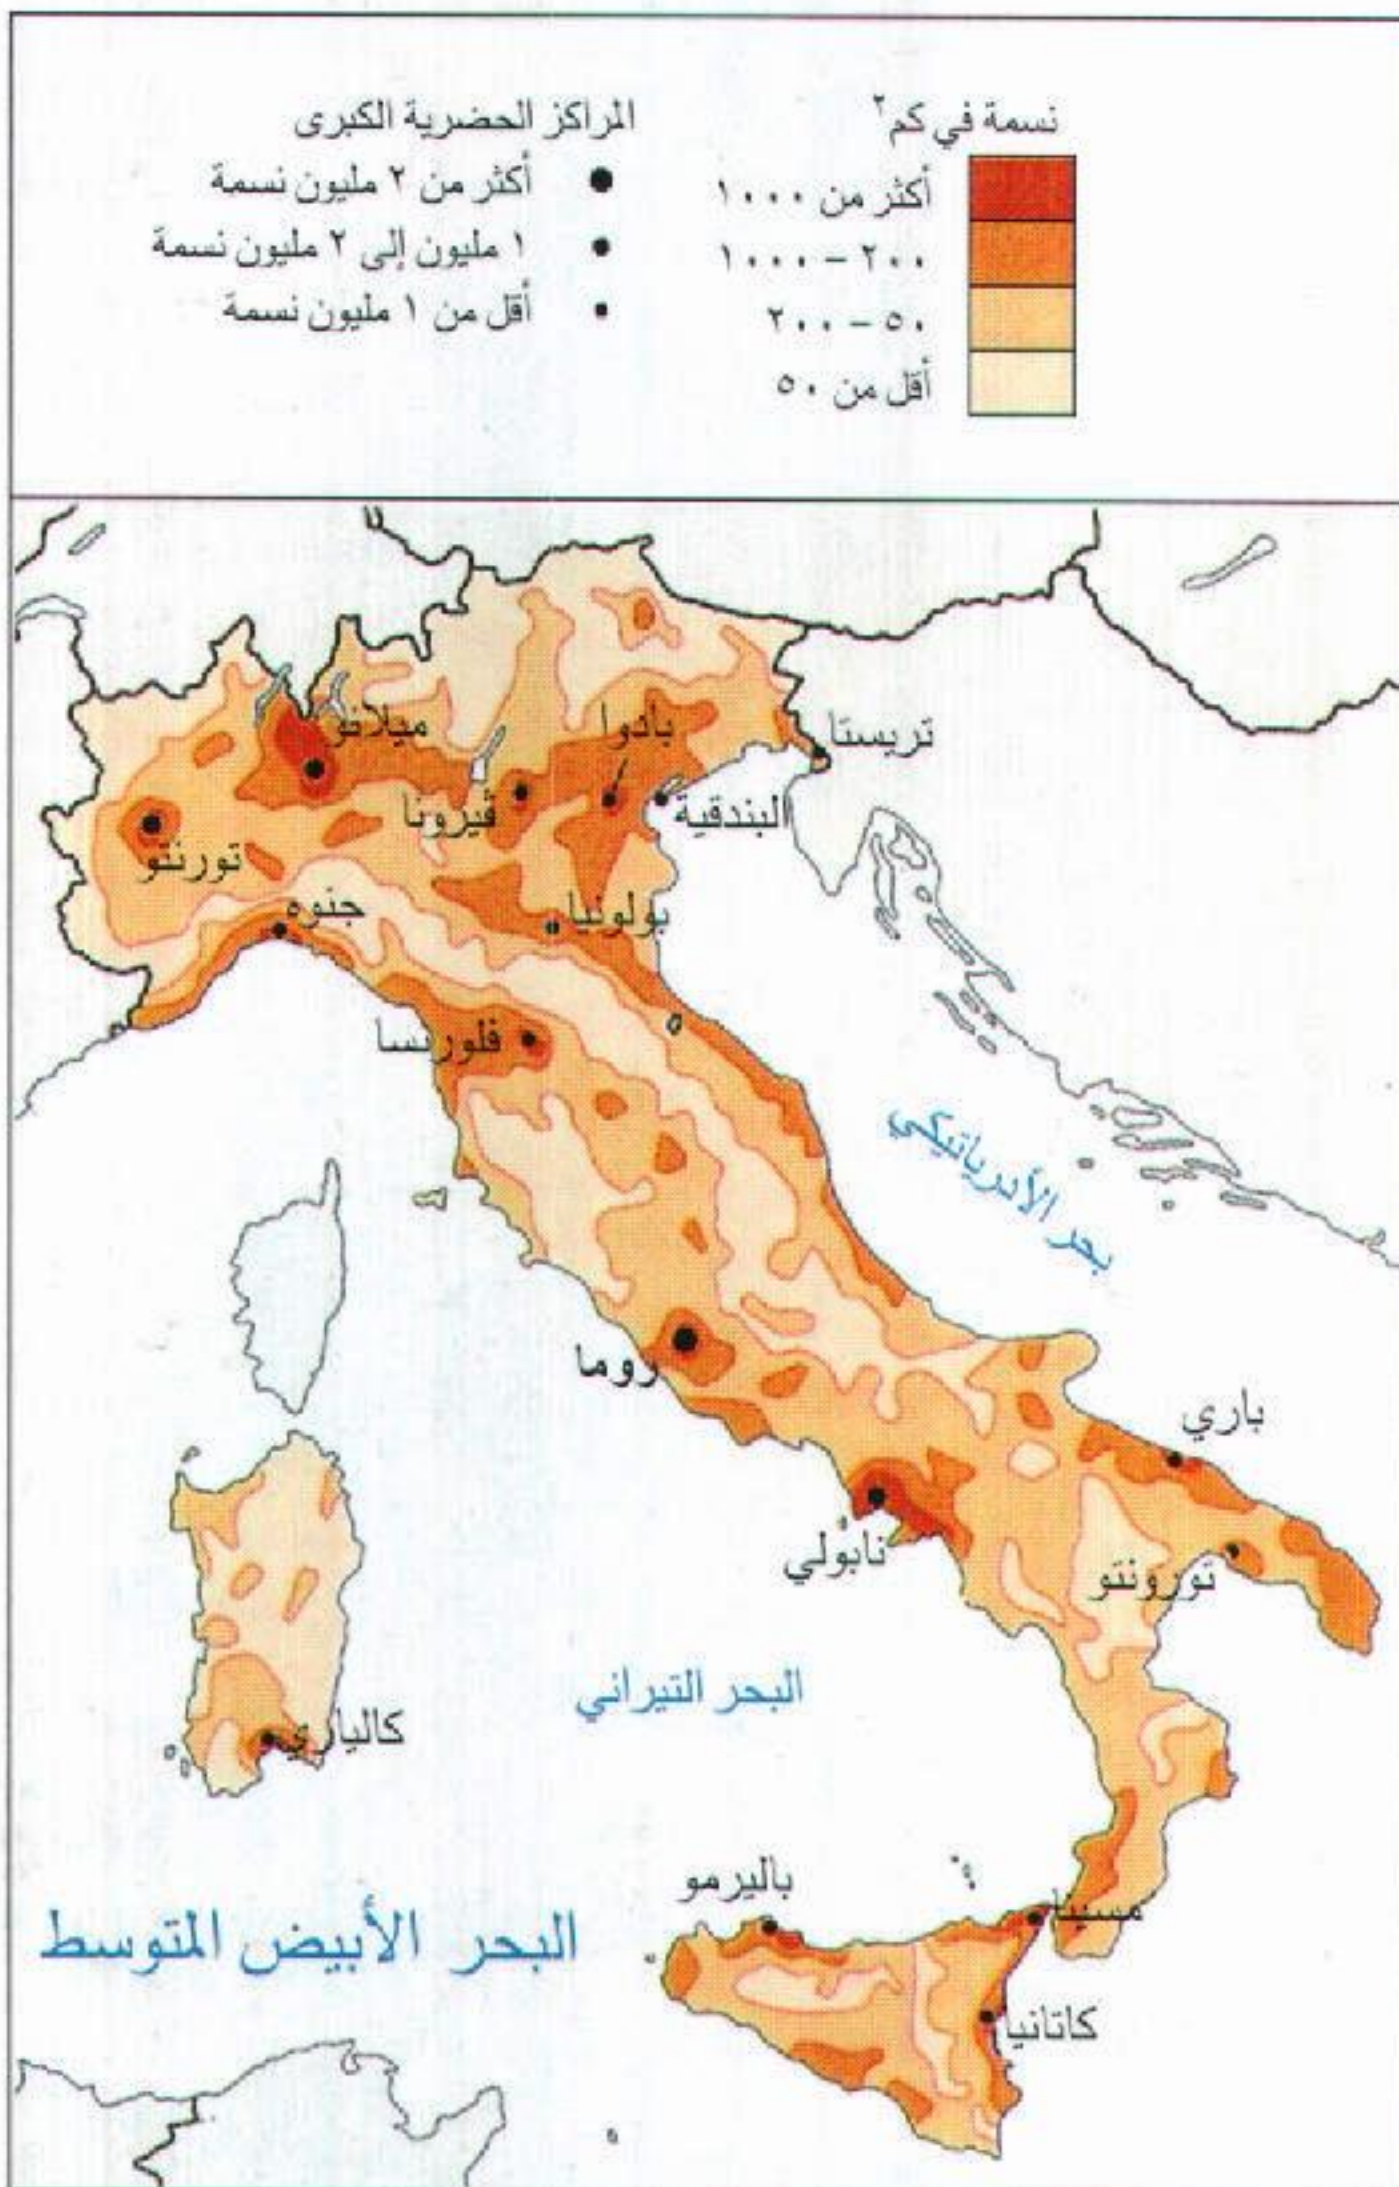 نسمة في كم٢
أكثر من ١٠٠٠
٢٠٠ – ١٠٠٠
٥٠ – ٢٠٠
أقل من ٥٠
المراكز الحضرية الكبرى
أكثر من ٢ مليون نسمة
١ مليون إلى ٢ مليون نسمة
أقل من ١ مليون نسمة
ميلانو
بادوا
تريستا
ڤيرونا
البندقية
تورنتو
جنوه
بولونيا
فلورنسا
بحر الأدرياتيكي
روما
باري
نابولي
تورونتو
البحر التيراني
كالياري
باليرمو
مسينا
البحر الأبيض المتوسط
كاتانيا